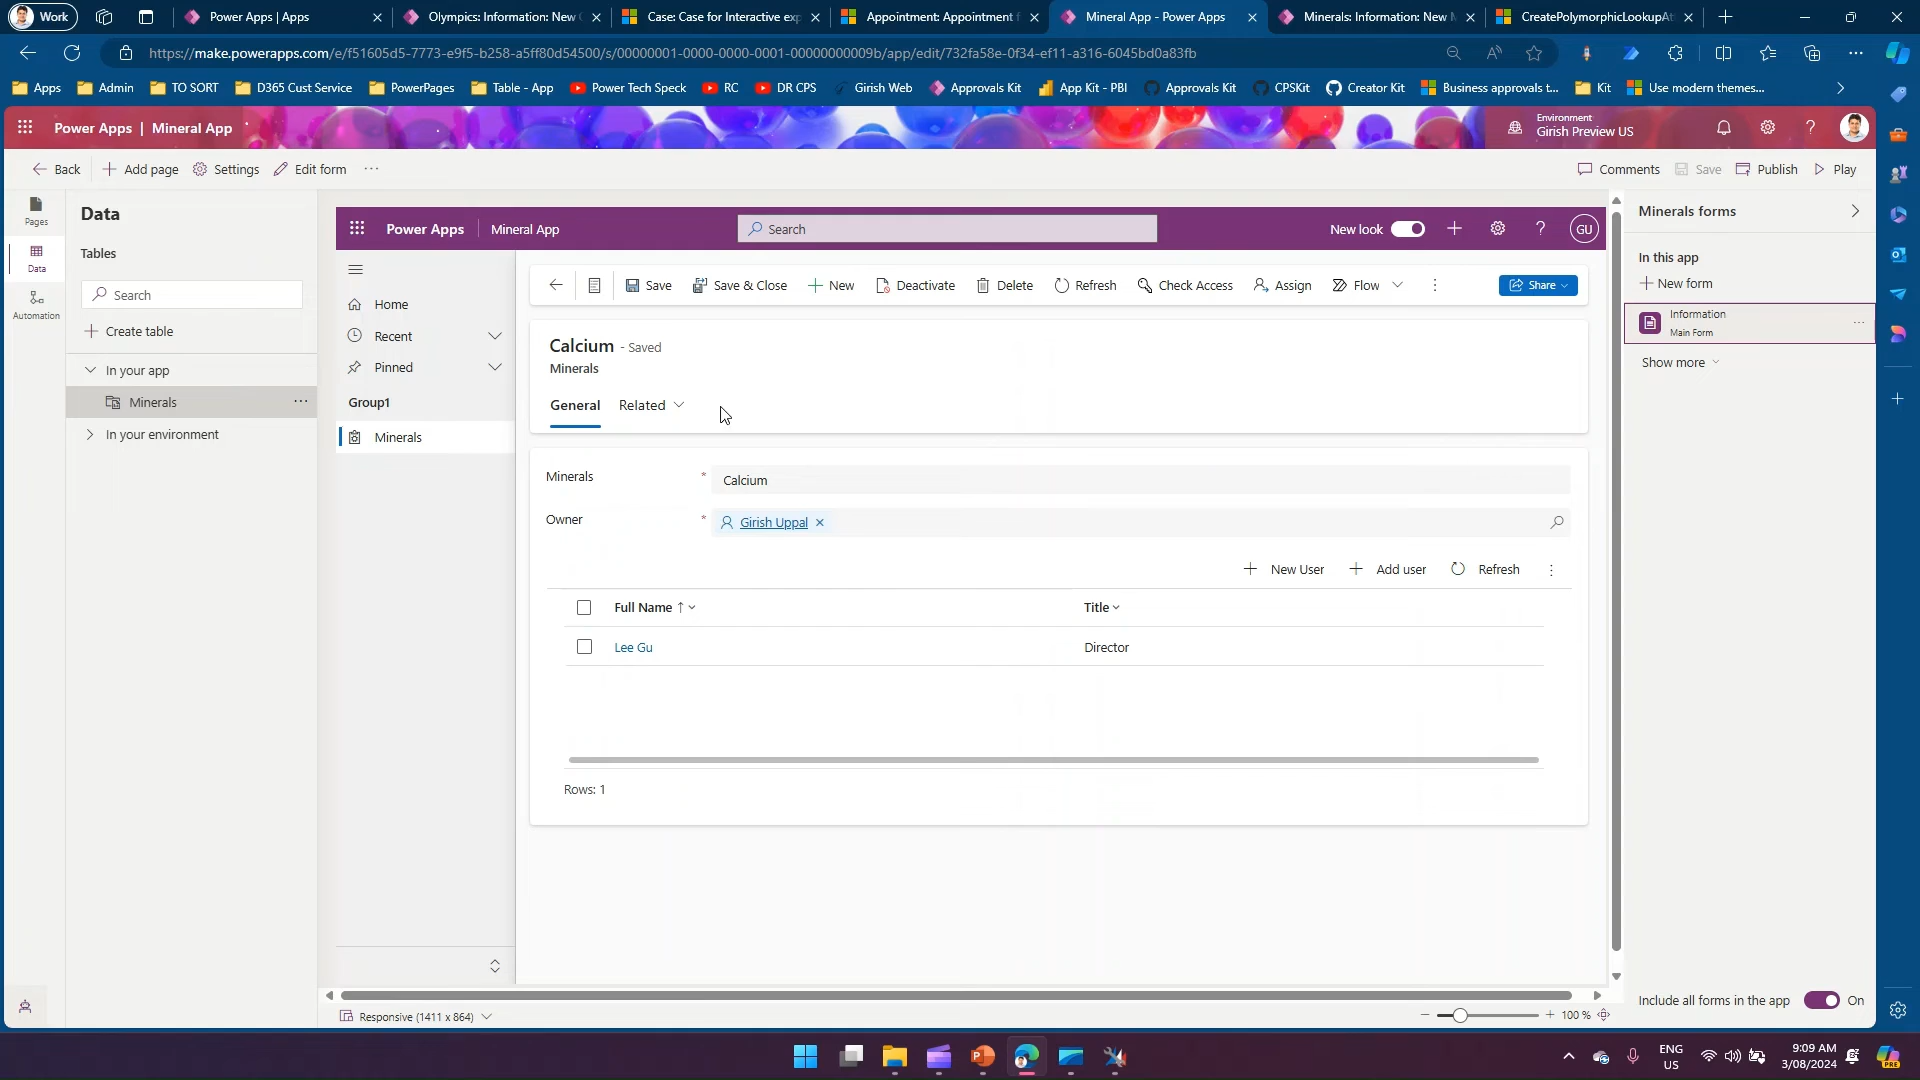 Work
Power Apps | Apps
Olympics: Information: New
Case: Case for Interactive exp
Appointment: Appointment f
Mineral App - Power Apps
Minerals: Information: New M
CreatePolymorphicLookupAt
https://make.powerapps.com/e/f51605d5-7773-e9f5-b258-a5ff80d54500/s/00000001-0000-0000-0001-00000000009b/app/edit/732fa58e-0f34-ef11-a316-6045bd0a83fb
Apps
Admin
TO SORT
D365 Cust Service
PowerPages
Table - App
Power Tech Speck
RC
DR CPS
Girish Web
Approvals Kit
App Kit - PBI
Approvals Kit
CPSKit
Creator Kit
Business approvals t...
Kit
Use modern themes...
Power Apps | Mineral App
Environment
Girish Preview US
Back
Add page
Settings
Edit form
Comments
Save
Publish
Play
Pages
Data
Automation
Data
Tables
Search
Create table
In your app
Minerals
In your environment
Power Apps
Mineral App
Search
New look
GU
Home
Recent
Pinned
Group1
Minerals
Save
Save & Close
New
Deactivate
Delete
Refresh
Check Access
Assign
Flow
Share
Calcium - Saved
Minerals
General
Related
Minerals
*
Calcium
Owner
*
Girish Uppal
New User
Add user
Refresh
Full Name
Title
Lee Gu
Director
Rows: 1
Responsive (1411 x 864)
100 %
Minerals forms
In this app
New form
Information
Main Form
Show more
Include all forms in the app
On
ENG
US
9:09 AM
3/08/2024
PRE